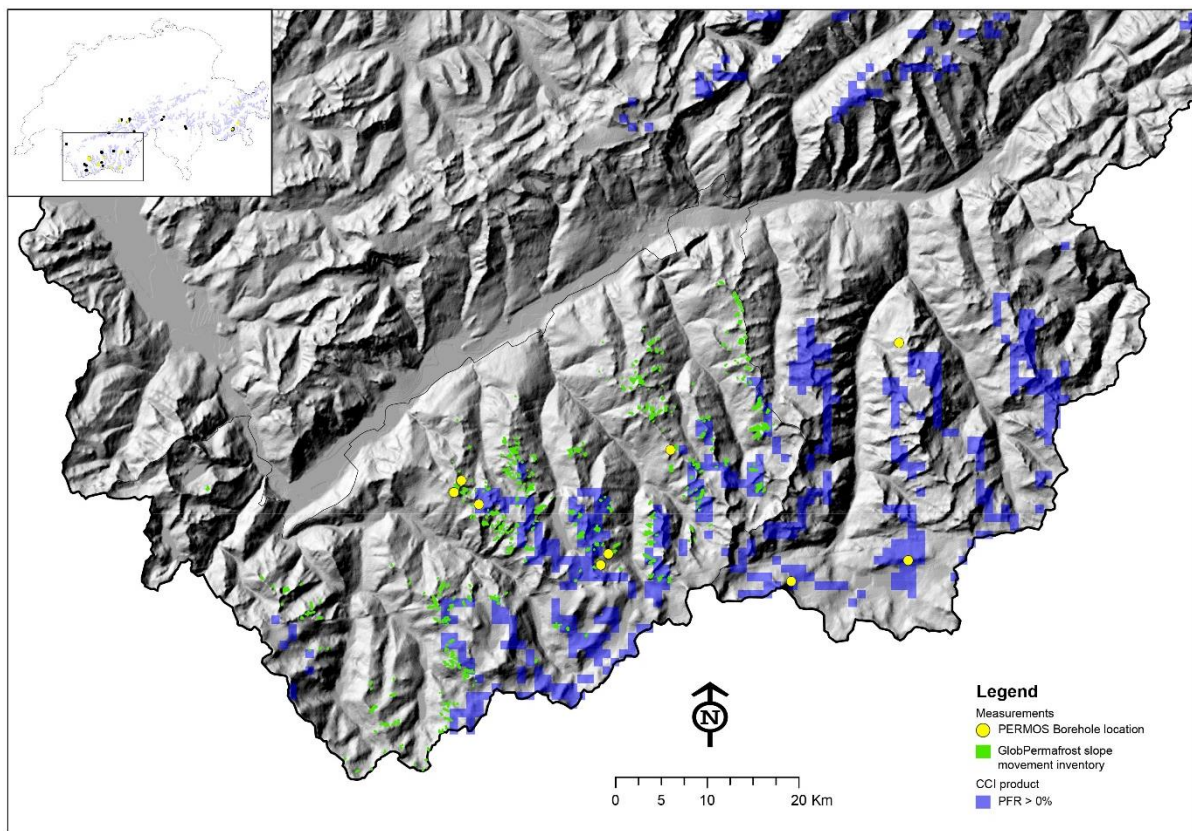 N
0 5 10 20 Km
Legend
Measurements
PERMOS Borehole location
GlobPermafrost slope
movement inventory
CCI product
PFR > 0%